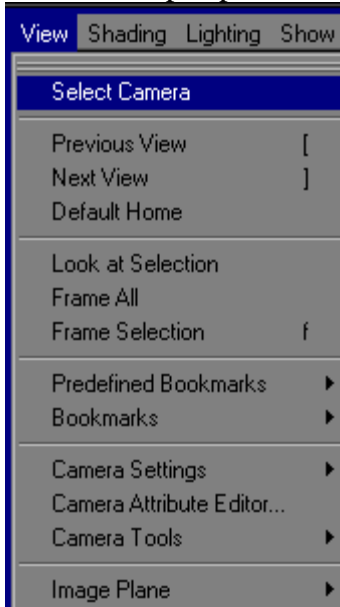 View Shading Lighting Show
Select Camera
Previous View [
Next View ]
Default Home
Look at Selection
Frame All
Frame Selection f
Predefined Bookmarks
Bookmarks
Camera Settings
Camera Attribute Editor...
Camera Tools
Image Plane